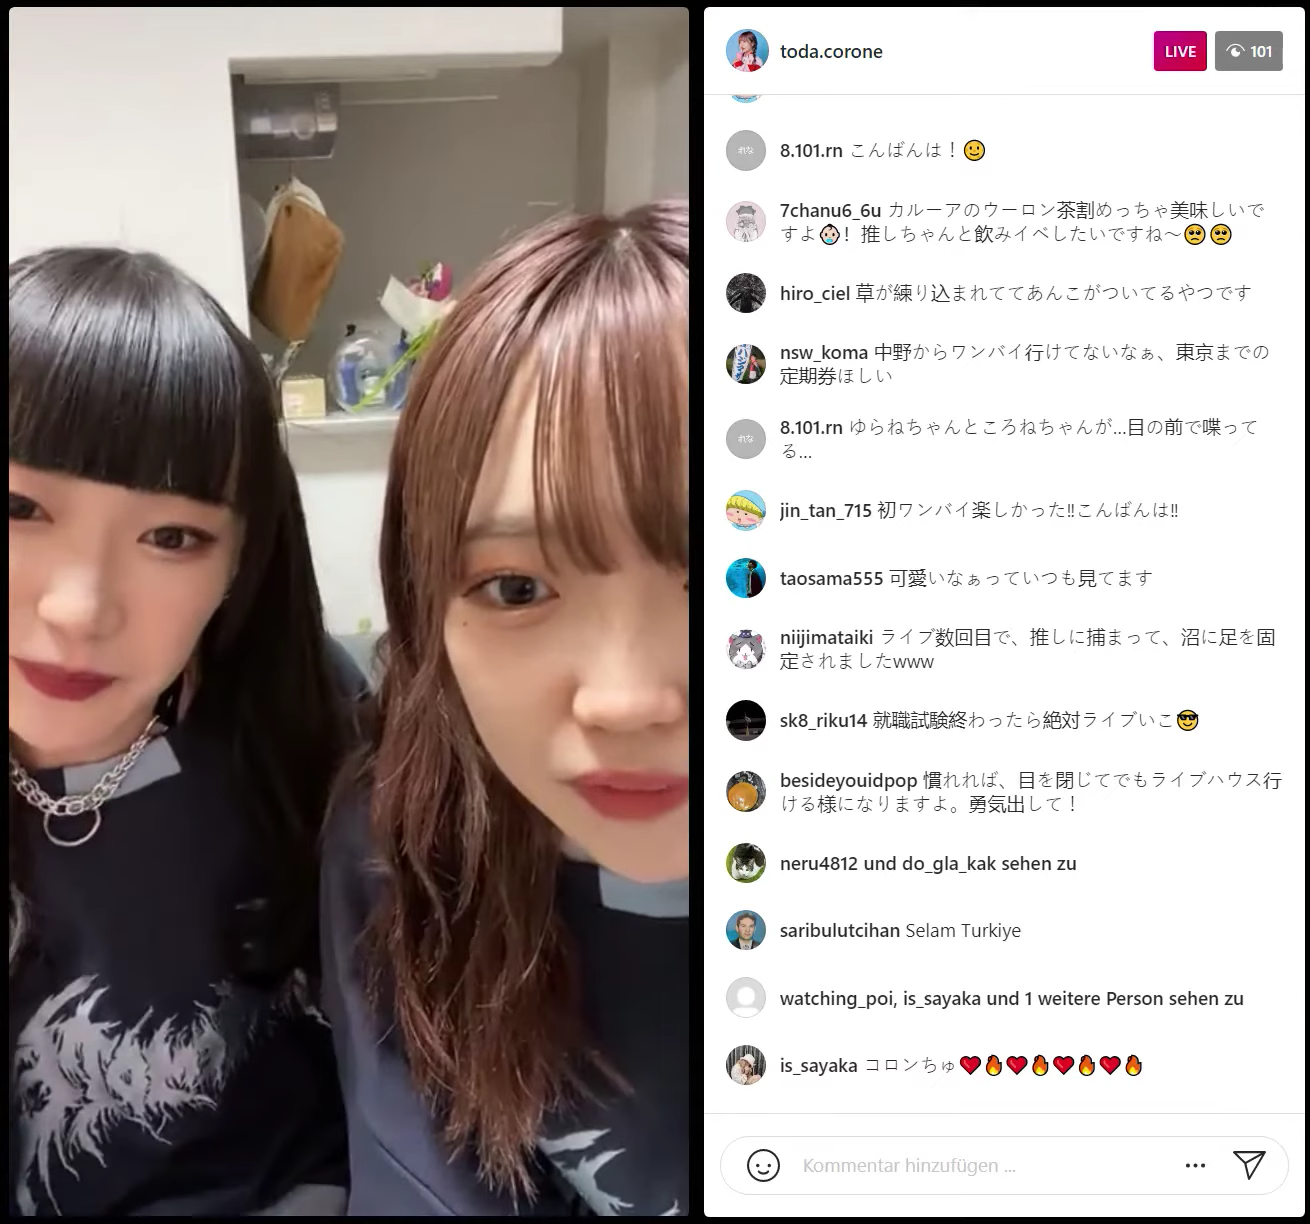 toda.corone
LIVE
101
8.101.rn こんばんは！🙂
7chanu6_6u カルーアのウーロン茶割めっちゃ美味しいで
すよ👶！推しちゃんと飲みイベしたいですね〜🥺🥺
hiro_ciel 草が練り込まれててあんこがついてるやつです
nsw_koma 中野からワンバイ行けてないなぁ、東京までの
定期券ほしい
れな
8.101.rn ゆらねちゃんところねちゃんが...目の前で喋って
る...
れな
jin_tan_715 初ワンバイ楽しかった‼こんばんは‼
taosama555 可愛いなぁっていつも見てます
niijimataiki ライブ数回目で、推しに捕まって、沼に足を固
定されましたwww
sk8_riku14 就職試験終わったら絶対ライブいこ😎
besideyouidpop 慣れれば、目を閉じてでもライブハウス行
ける様になりますよ。勇気出して！
neru4812 und do_gla_kak sehen zu
saribulutcihan Selam Turkiye
watching_poi, is_sayaka und 1 weitere Person sehen zu
is_sayaka コロンちゅ❤🔥❤🔥❤🔥❤🔥
Kommentar hinzufügen ...